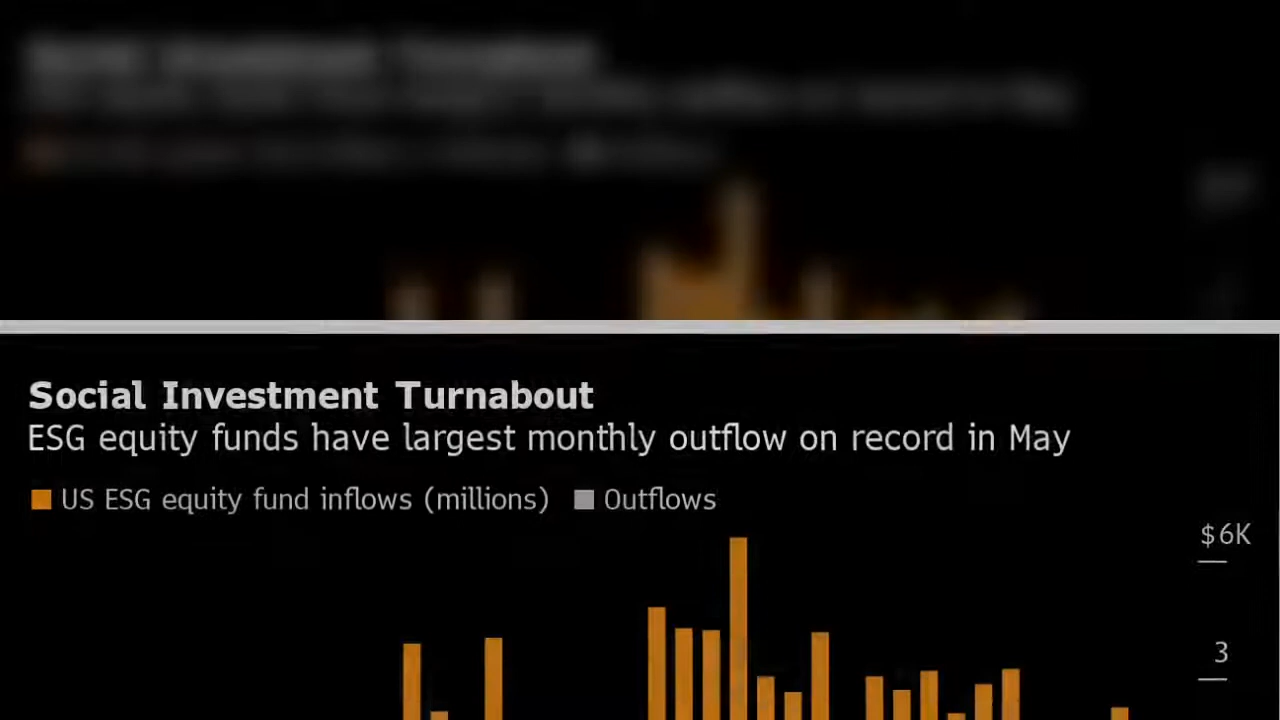 Social Investment Turnabout
ESG equity funds have largest monthly outflow on record in May
US ESG equity fund inflows (millions) Outflows
$6K
3